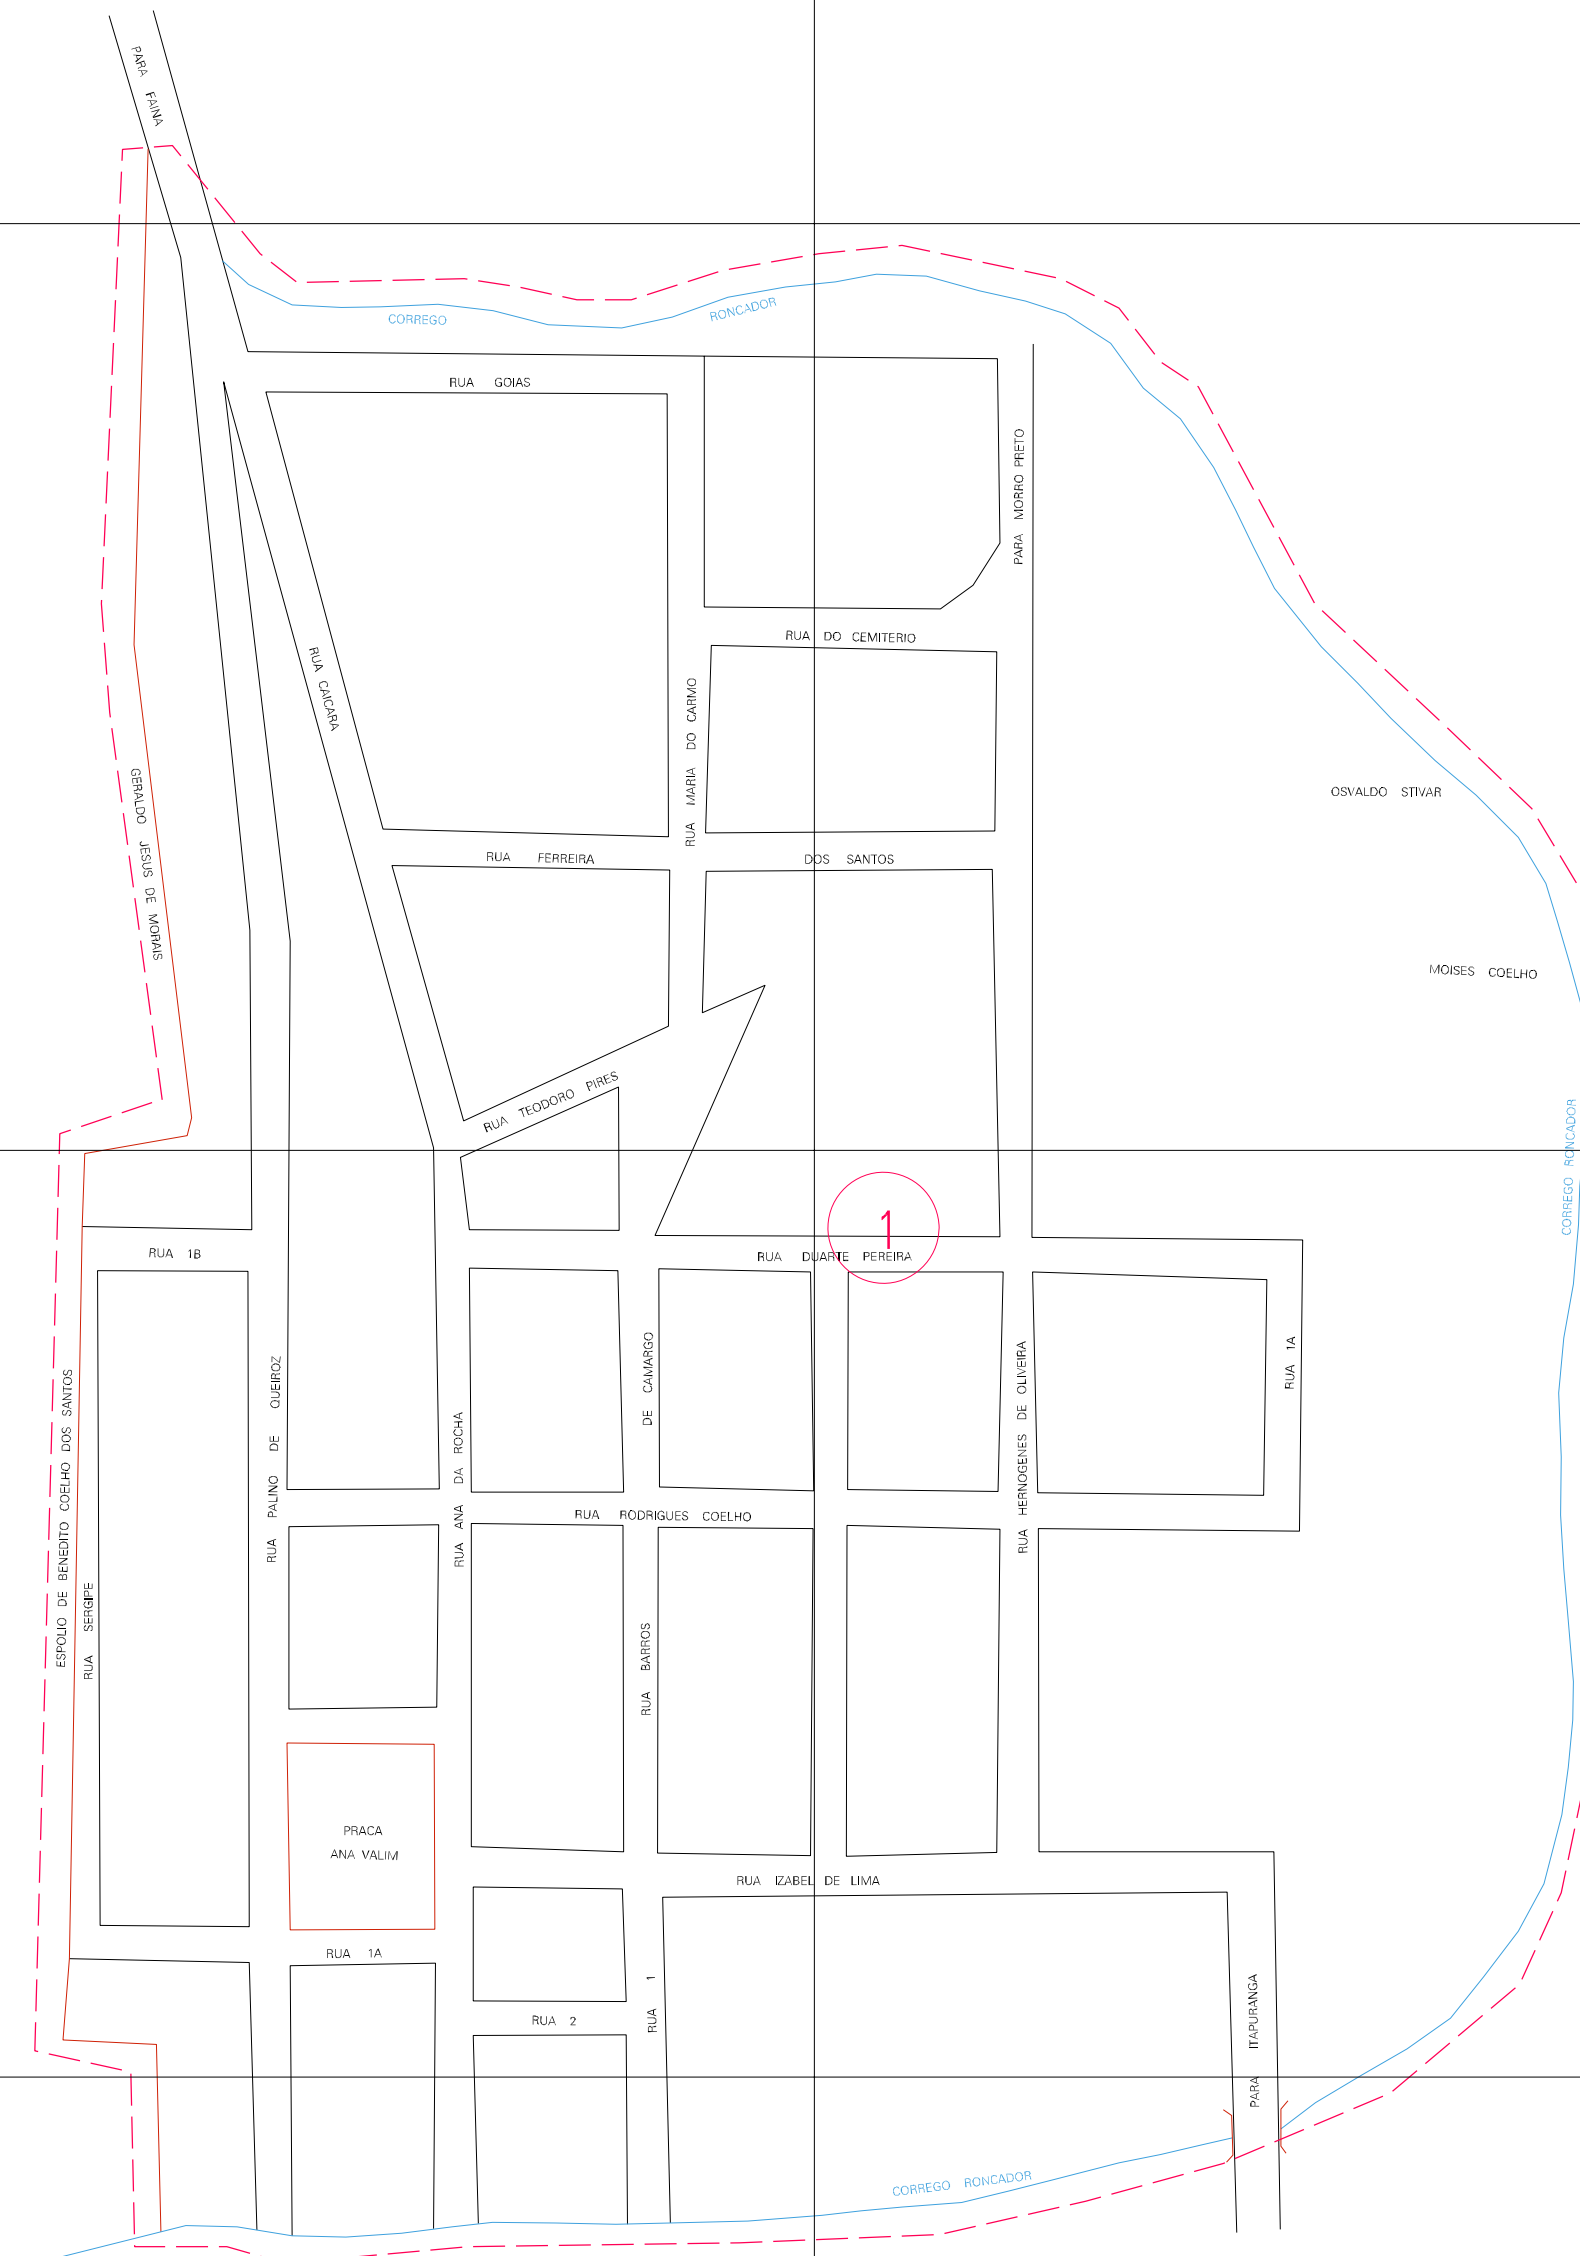 PARA FAINA
CORREGO RONCADOR
RUA GOIAS
PARA MORRO PRETO
RUA DO CEMITERIO
RUA CAICARA
RUA MARIA DO CARMO
OSVALDO STIVAR
GERALDO JESUS DE MORAIS
RUA FERREIRA DOS SANTOS
MOISES COELHO
RUA TEODORO PIRES
CORREGO RONCADOR
1
RUA 1B
RUA DUARTE PEREIRA
RUA 1A
ESPOLIO DE BENEDITO COELHO DOS SANTOS
RUA SERGIPE
RUA PALINO DE QUEIROZ
RUA ANA DA ROCHA
RUA BARROS DE CAMARGO
RUA HERNOGENES DE OLIVEIRA
RUA RODRIGUES COELHO
PRACA
ANA VALIM
RUA IZABEL DE LIMA
RUA 1A
RUA 1
RUA 2
PARA ITAPURANGA
CORREGO RONCADOR